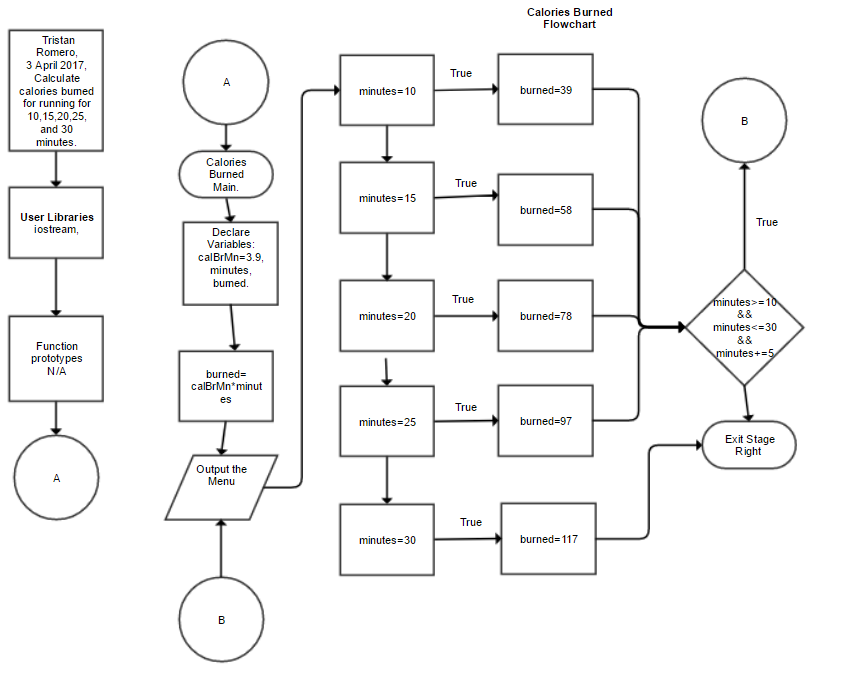 Calories Burned
Flowchart
Tristan
Romero,
3 April 2017,
Calculate
calories burned
for running for
10,15,20,25,
and 30
minutes.
User Libraries
iostream,
Function
prototypes
N/A
A
A
Calories
Burned
Main.
Declare
Variables:
calBrMn=3.9,
minutes,
burned.
burned=
calBrMn*minut
es
Output the
Menu
B
minutes=10
True
burned=39
minutes=15
True
burned=58
minutes=20
True
burned=78
minutes=25
True
burned=97
minutes=30
True
burned=117
B
True
minutes>=10
&&
minutes<=30
&&
minutes+=5
Exit Stage
Right